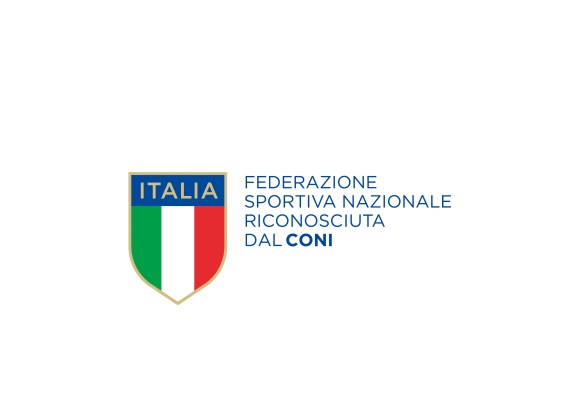 ITALIA
FEDERAZIONE
SPORTIVA NAZIONALE
RICONOSCIUTA
DAL CONI